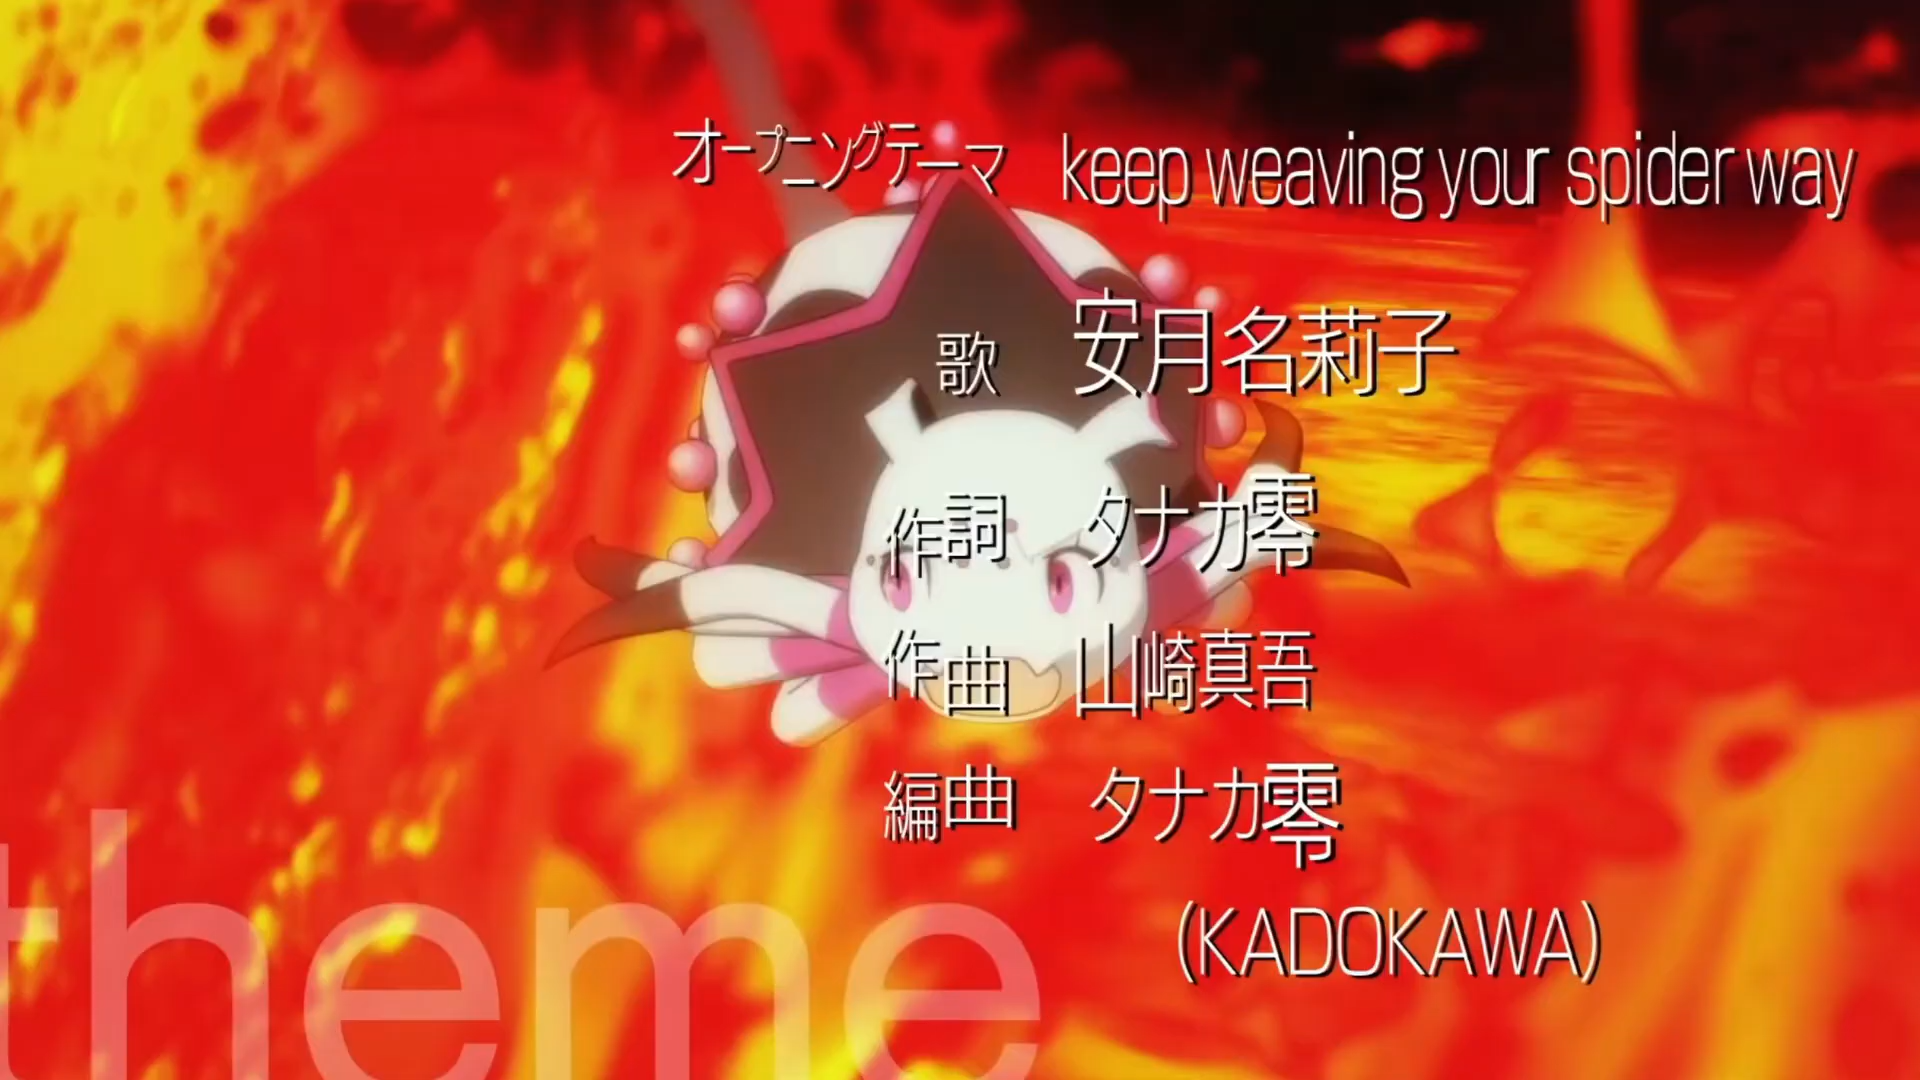 オープニングテーマ keep weaving your spider way
歌 安月名莉子
作詞 タナカ零
作曲 山崎真吾
編曲 タナカ零
(KADOKAWA)
theme